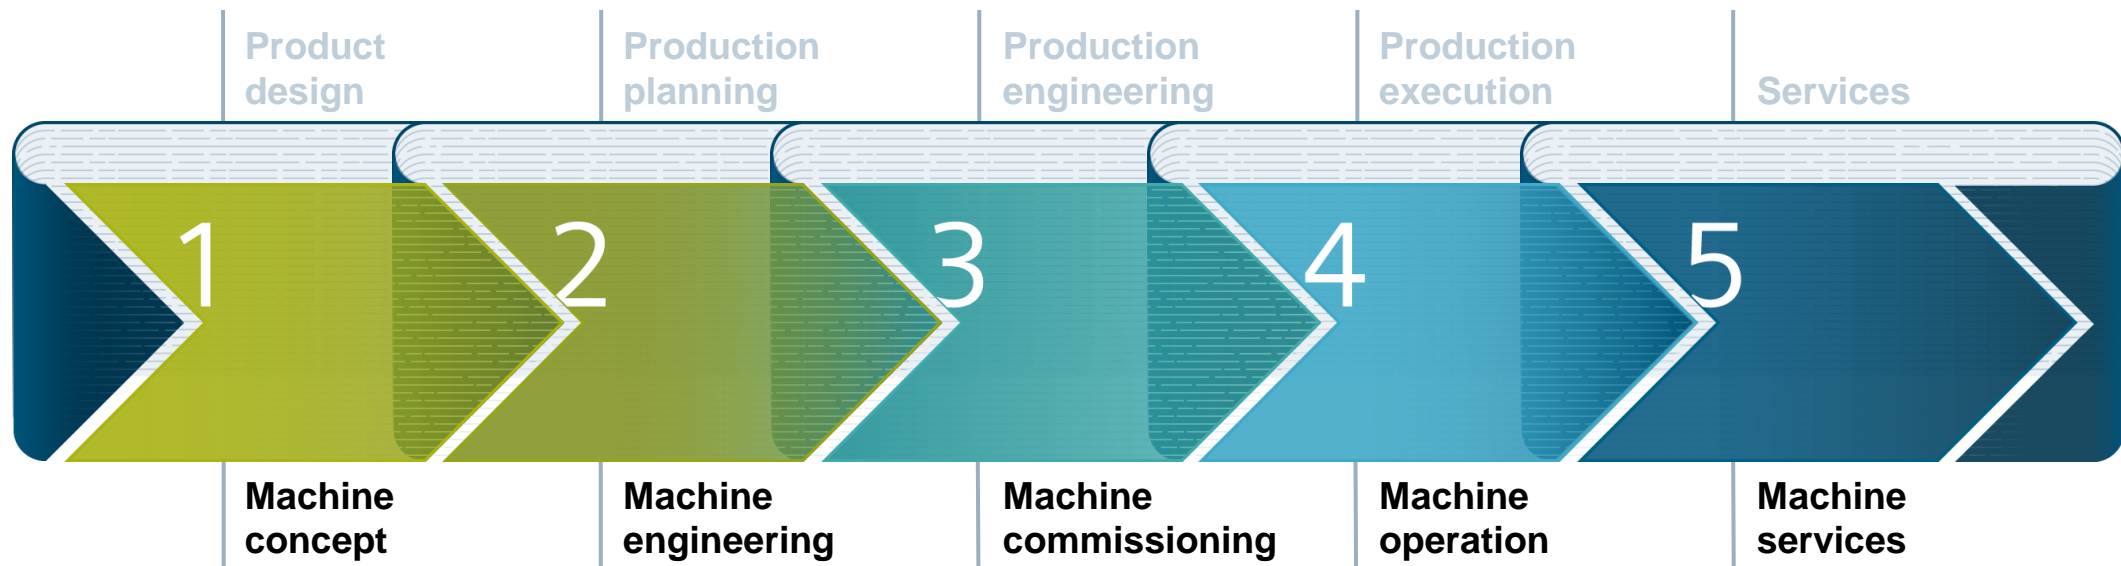 Product
design
Production
planning
Production
engineering
Production
execution
Services
1
2
3
4
5
Machine
concept
Machine
engineering
Machine
commissioning
Machine
operation
Machine
services